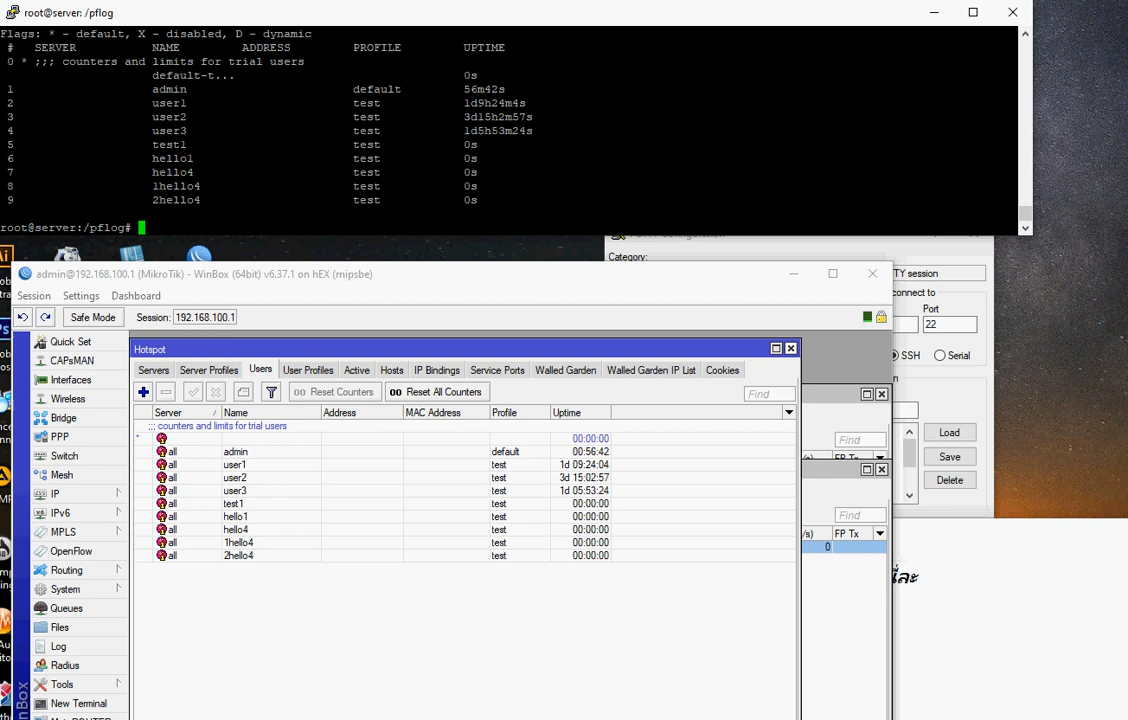 root@server: /pflog
Flags: * - default, X - disabled, D - dynamic
# SERVER NAME ADDRESS PROFILE UPTIME
0 * ;;; counters and limits for trial users
default-t... 0s
1 admin default 56m42s
2 user1 test 1d9h24m4s
3 user2 test 3d15h2m57s
4 user3 test 1d5h53m24s
5 test1 test 0s
6 hello1 test 0s
7 hello4 test 0s
8 1hello4 test 0s
9 2hello4 test 0s
root@server:/pflog#
Category:
admin@192.168.100.1 (MikroTik) - WinBox (64bit) v6.37.1 on hEX (mipsbe)
TY session
Session Settings Dashboard
onnect to
Port
Safe Mode Session: 192.168.100.1
22
SSH Serial
Quick Set
CAPsMAN
Interfaces
Wireless
Bridge
PPP
Switch
Mesh
IP
IPv6
MPLS
OpenFlow
Routing
System
Queues
Files
Log
Radius
Tools
New Terminal
Hotspot
Servers Server Profiles Users User Profiles Active Hosts IP Bindings Service Ports Walled Garden Walled Garden IP List Cookies
00 Reset Counters 00 Reset All Counters Find
Server / Name Address MAC Address Profile Uptime
;;; counters and limits for trial users
* 00:00:00
all admin default 00:56:42
all user1 test 1d 09:24:04
all user2 test 3d 15:02:57
all user3 test 1d 05:53:24
all test1 test 00:00:00
all hello1 test 00:00:00
all hello4 test 00:00:00
all 1hello4 test 00:00:00
all 2hello4 test 00:00:00
Load
Find
Save
Delete
Find
/s) FP Tx
0